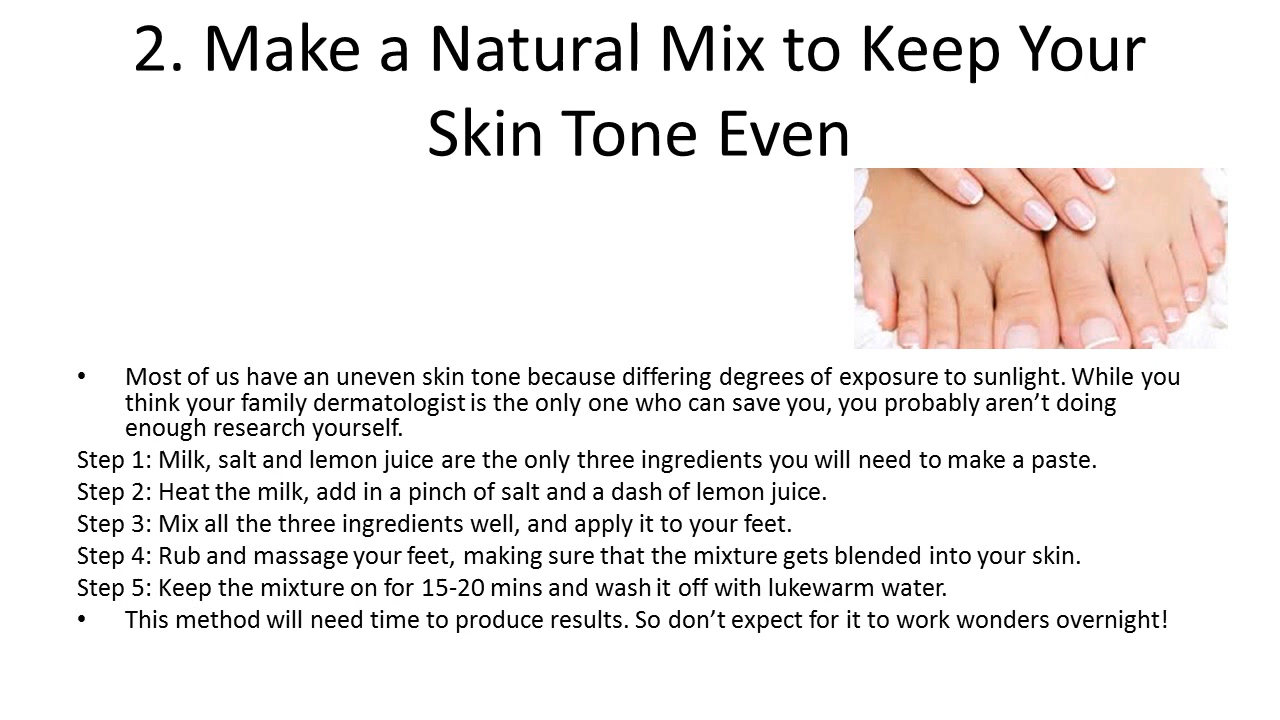 2. Make a Natural Mix to Keep Your
Skin Tone Even
• Most of us have an uneven skin tone because differing degrees of exposure to sunlight. While you
think your family dermatologist is the only one who can save you, you probably aren’t doing
enough research yourself.
Step 1: Milk, salt and lemon juice are the only three ingredients you will need to make a paste.
Step 2: Heat the milk, add in a pinch of salt and a dash of lemon juice.
Step 3: Mix all the three ingredients well, and apply it to your feet.
Step 4: Rub and massage your feet, making sure that the mixture gets blended into your skin.
Step 5: Keep the mixture on for 15-20 mins and wash it off with lukewarm water.
• This method will need time to produce results. So don’t expect for it to work wonders overnight!